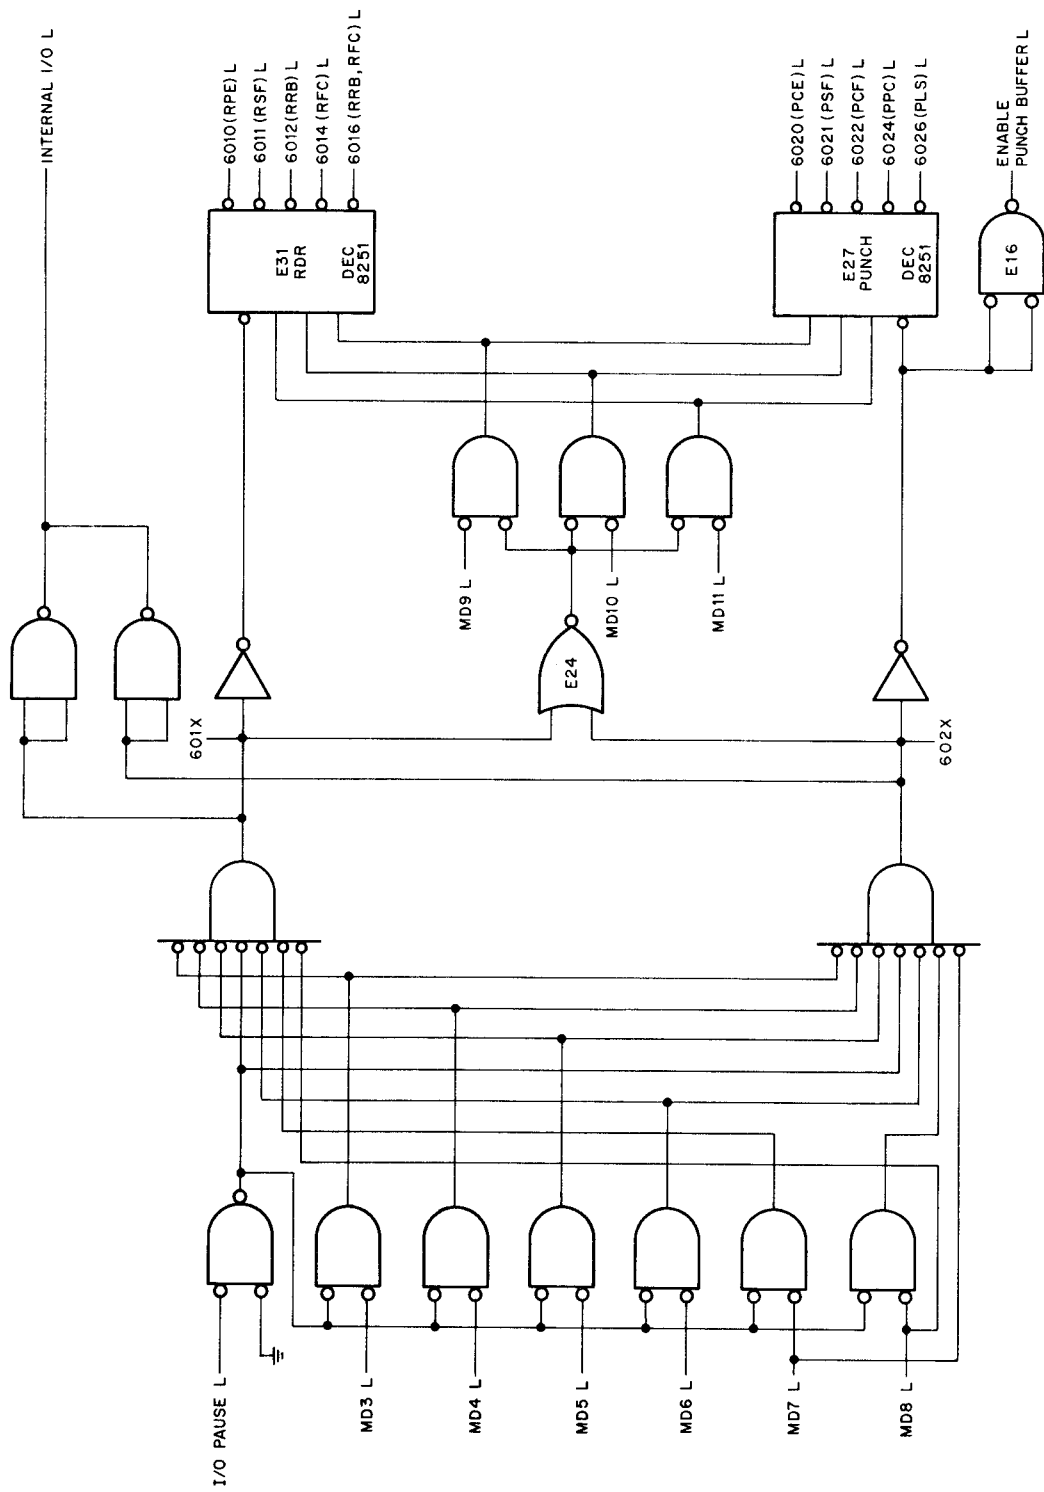 I/O PAUSE L
MD3 L
MD4 L
MD5 L
MD6 L
MD7 L
MD8 L
601X
602X
E24
MD9 L
MD10 L
MD11 L
INTERNAL I/O L
E31
RDR
DEC
8251
6010 (RPE) L
6011 (RSF) L
6012 (RRB) L
6014 (RFC) L
6016 (RRB, RFC) L
E27
PUNCH
DEC
8251
6020 (PCE) L
6021 (PSF) L
6022 (PCF) L
6024 (PPC) L
6026 (PLS) L
E16
ENABLE
PUNCH BUFFER L